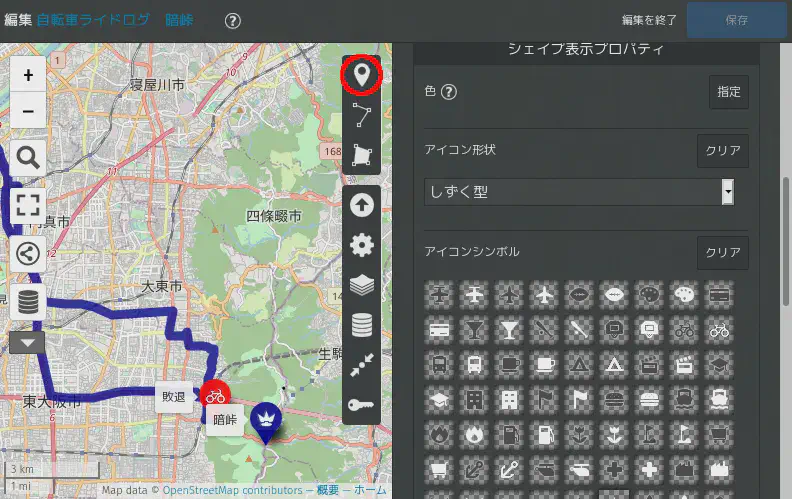 編集 自転車ライドログ 暗峠
?
編集を終了
保存
シェイプ表示プロパティ
色 ?
指定
アイコン形状
クリア
しずく型
アイコンシンボル
クリア
+
−
1
10
寝屋川市
168
11
四條畷市
12
大東市
生駒
敗退
暗峠
東大阪市
3 km
1 mi
Map data © OpenStreetMap contributors — 概要 — ホーム